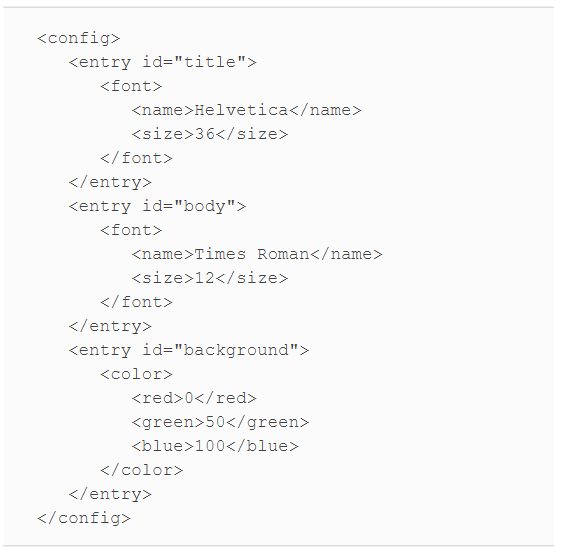 <config>
   <entry id="title">
      <font>
         <name>Helvetica</name>
         <size>36</size>
      </font>
   </entry>
   <entry id="body">
      <font>
         <name>Times Roman</name>
         <size>12</size>
      </font>
   </entry>
   <entry id="background">
      <color>
         <red>0</red>
         <green>50</green>
         <blue>100</blue>
      </color>
   </entry>
</config>